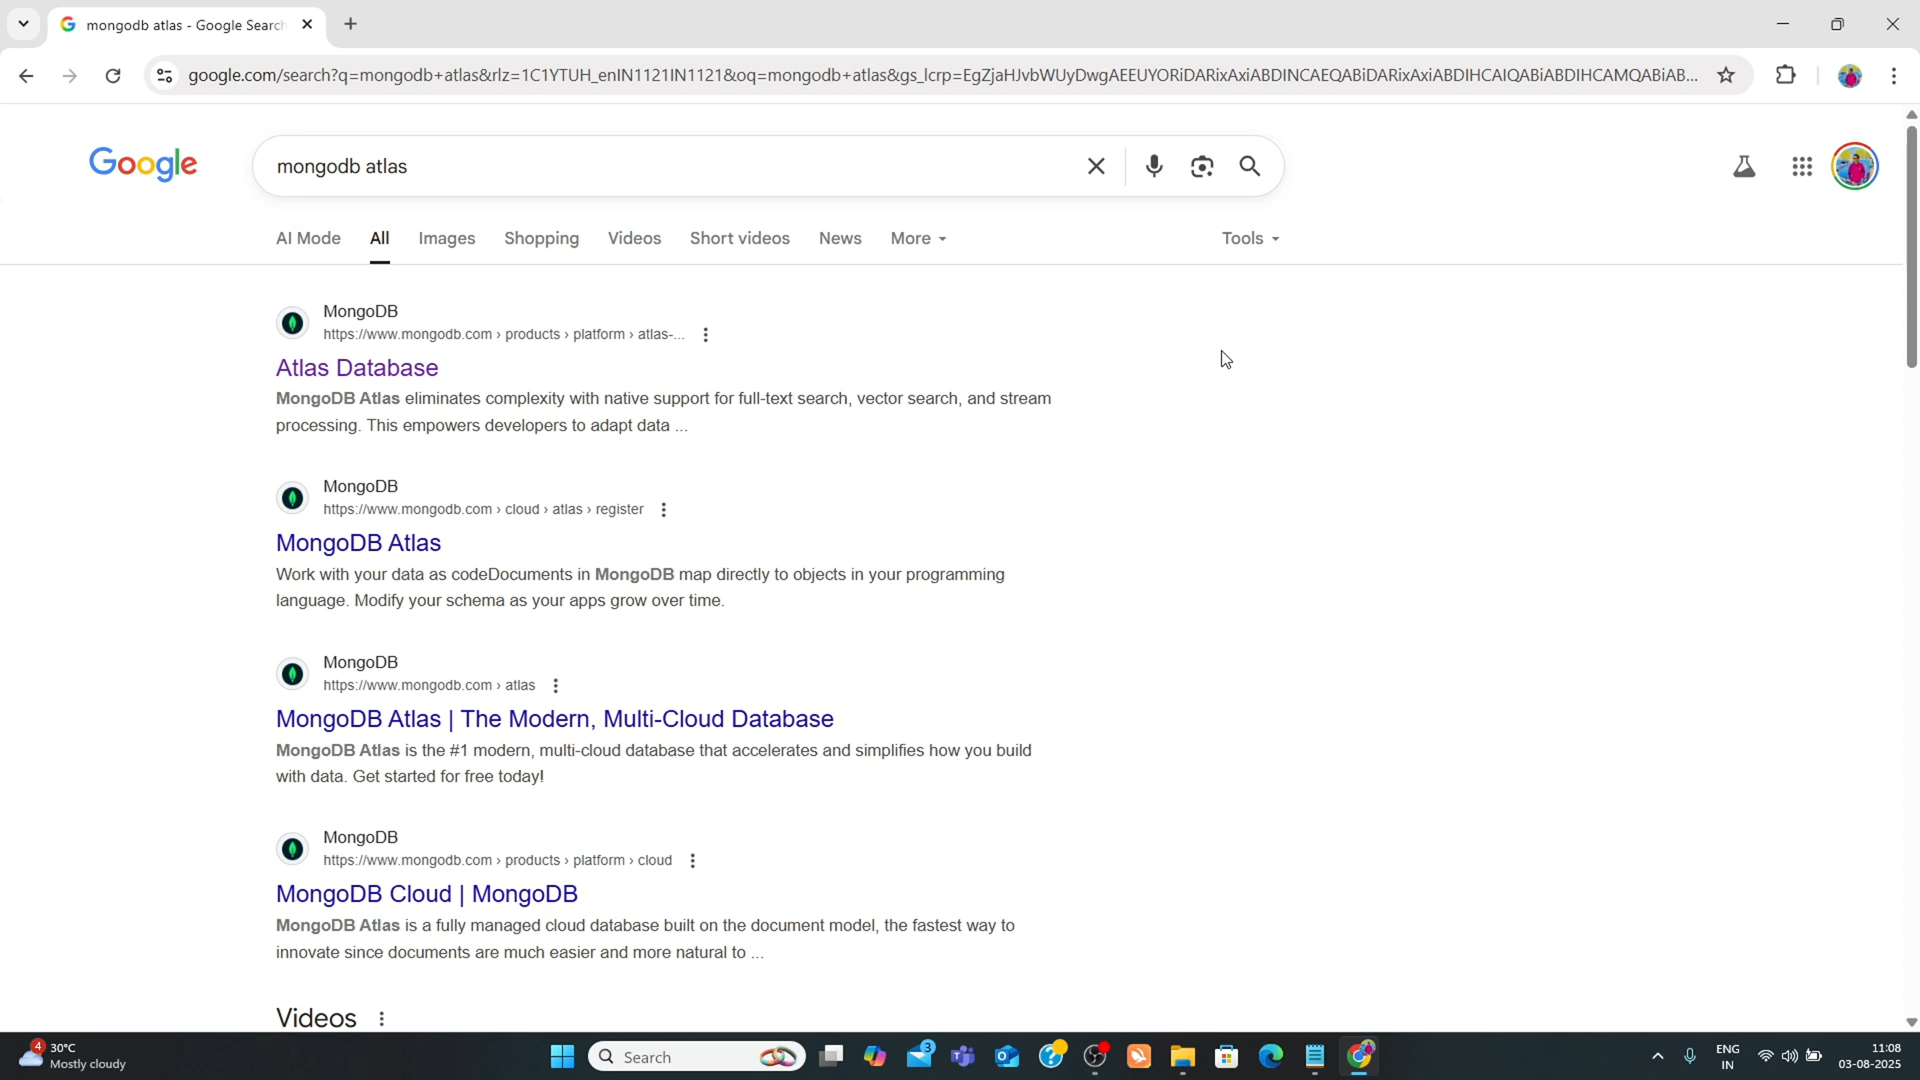 mongodb atlas - Google Search
google.com/search?q=mongodb+atlas&rlz=1C1YTUH_enIN1121IN1121&oq=mongodb+atlas&gs_lcrp=EgZjaHJvbWUyDwgAEEUYORiDARixAxiABDINCAEQABiDARixAxiABDIHCAIQABiABDIHCAMQABiAB...
Google
mongodb atlas
AI Mode All Images Shopping Videos Short videos News More Tools
MongoDB
https://www.mongodb.com › products › platform › atlas-...
Atlas Database
MongoDB Atlas eliminates complexity with native support for full-text search, vector search, and stream
processing. This empowers developers to adapt data ...
MongoDB
https://www.mongodb.com › cloud › atlas › register
MongoDB Atlas
Work with your data as codeDocuments in MongoDB map directly to objects in your programming
language. Modify your schema as your apps grow over time.
MongoDB
https://www.mongodb.com › atlas
MongoDB Atlas | The Modern, Multi-Cloud Database
MongoDB Atlas is the #1 modern, multi-cloud database that accelerates and simplifies how you build
with data. Get started for free today!
MongoDB
https://www.mongodb.com › products › platform › cloud
MongoDB Cloud | MongoDB
MongoDB Atlas is a fully managed cloud database built on the document model, the fastest way to
innovate since documents are much easier and more natural to ...
Videos
4 30°C
Mostly cloudy
Search
3
ENG
IN
11:08
03-08-2025